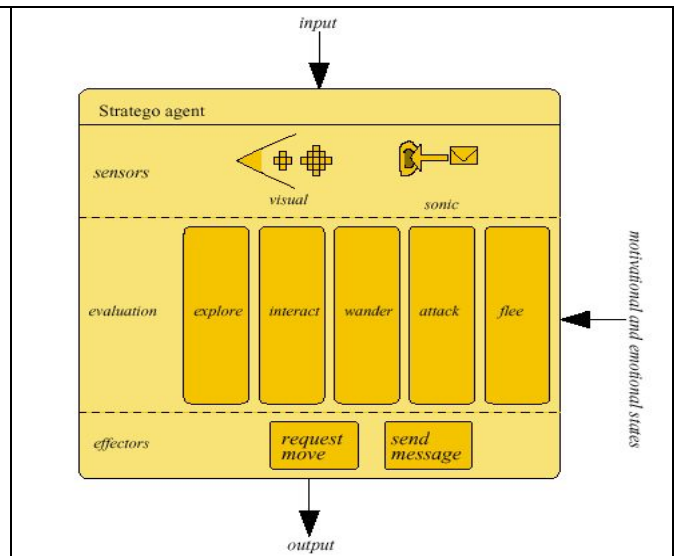 input
Stratego agent
sensors
visual
sonic
evaluation
explore
interact
wander
attack
flee
motivational and emotional states
effectors
request
move
send
message
output